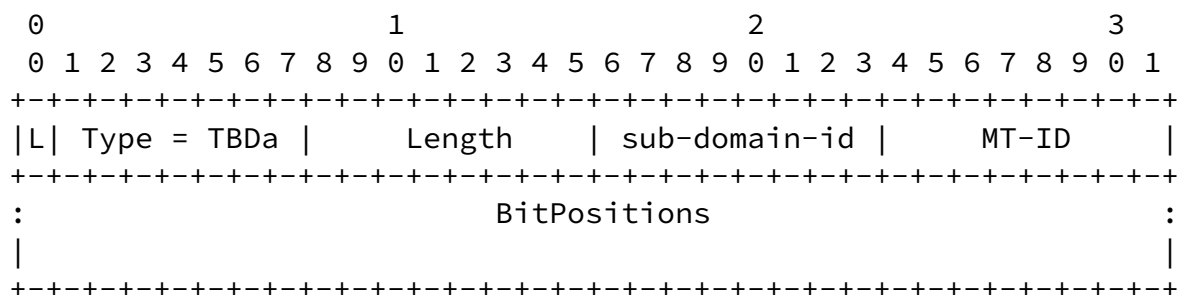 0                   1                   2                   3
 0 1 2 3 4 5 6 7 8 9 0 1 2 3 4 5 6 7 8 9 0 1 2 3 4 5 6 7 8 9 0 1
+-+-+-+-+-+-+-+-+-+-+-+-+-+-+-+-+-+-+-+-+-+-+-+-+-+-+-+-+-+-+-+-+
|L| Type = TBDa |     Length    | sub-domain-id |     MT-ID     |
+-+-+-+-+-+-+-+-+-+-+-+-+-+-+-+-+-+-+-+-+-+-+-+-+-+-+-+-+-+-+-+-+
:                          BitPositions                         :
|                                                               |
+-+-+-+-+-+-+-+-+-+-+-+-+-+-+-+-+-+-+-+-+-+-+-+-+-+-+-+-+-+-+-+-+